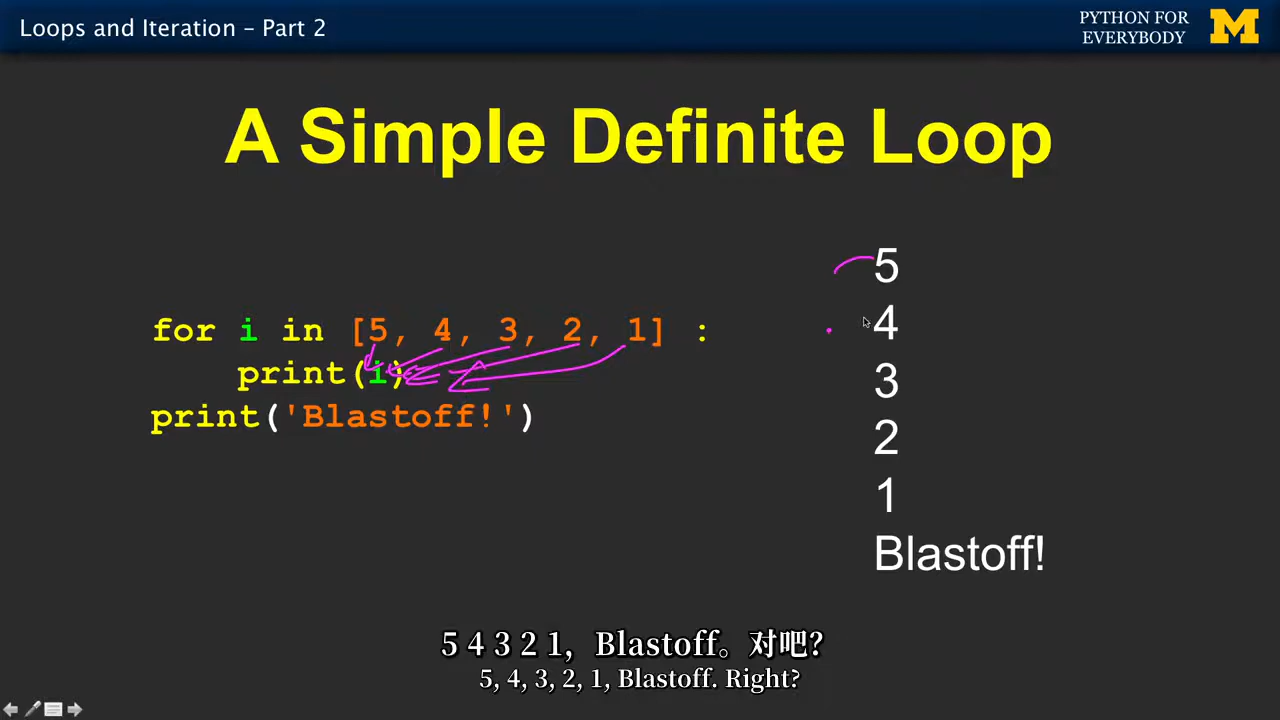 Loops and Iteration – Part 2
PYTHON FOR
EVERYBODY
M
A Simple Definite Loop
for i in [5, 4, 3, 2, 1] :
print(i)
print('Blastoff!')
5
4
3
2
1
Blastoff!
5 4 3 2 1, Blastoff。对吧?
5, 4, 3, 2, 1, Blastoff. Right?